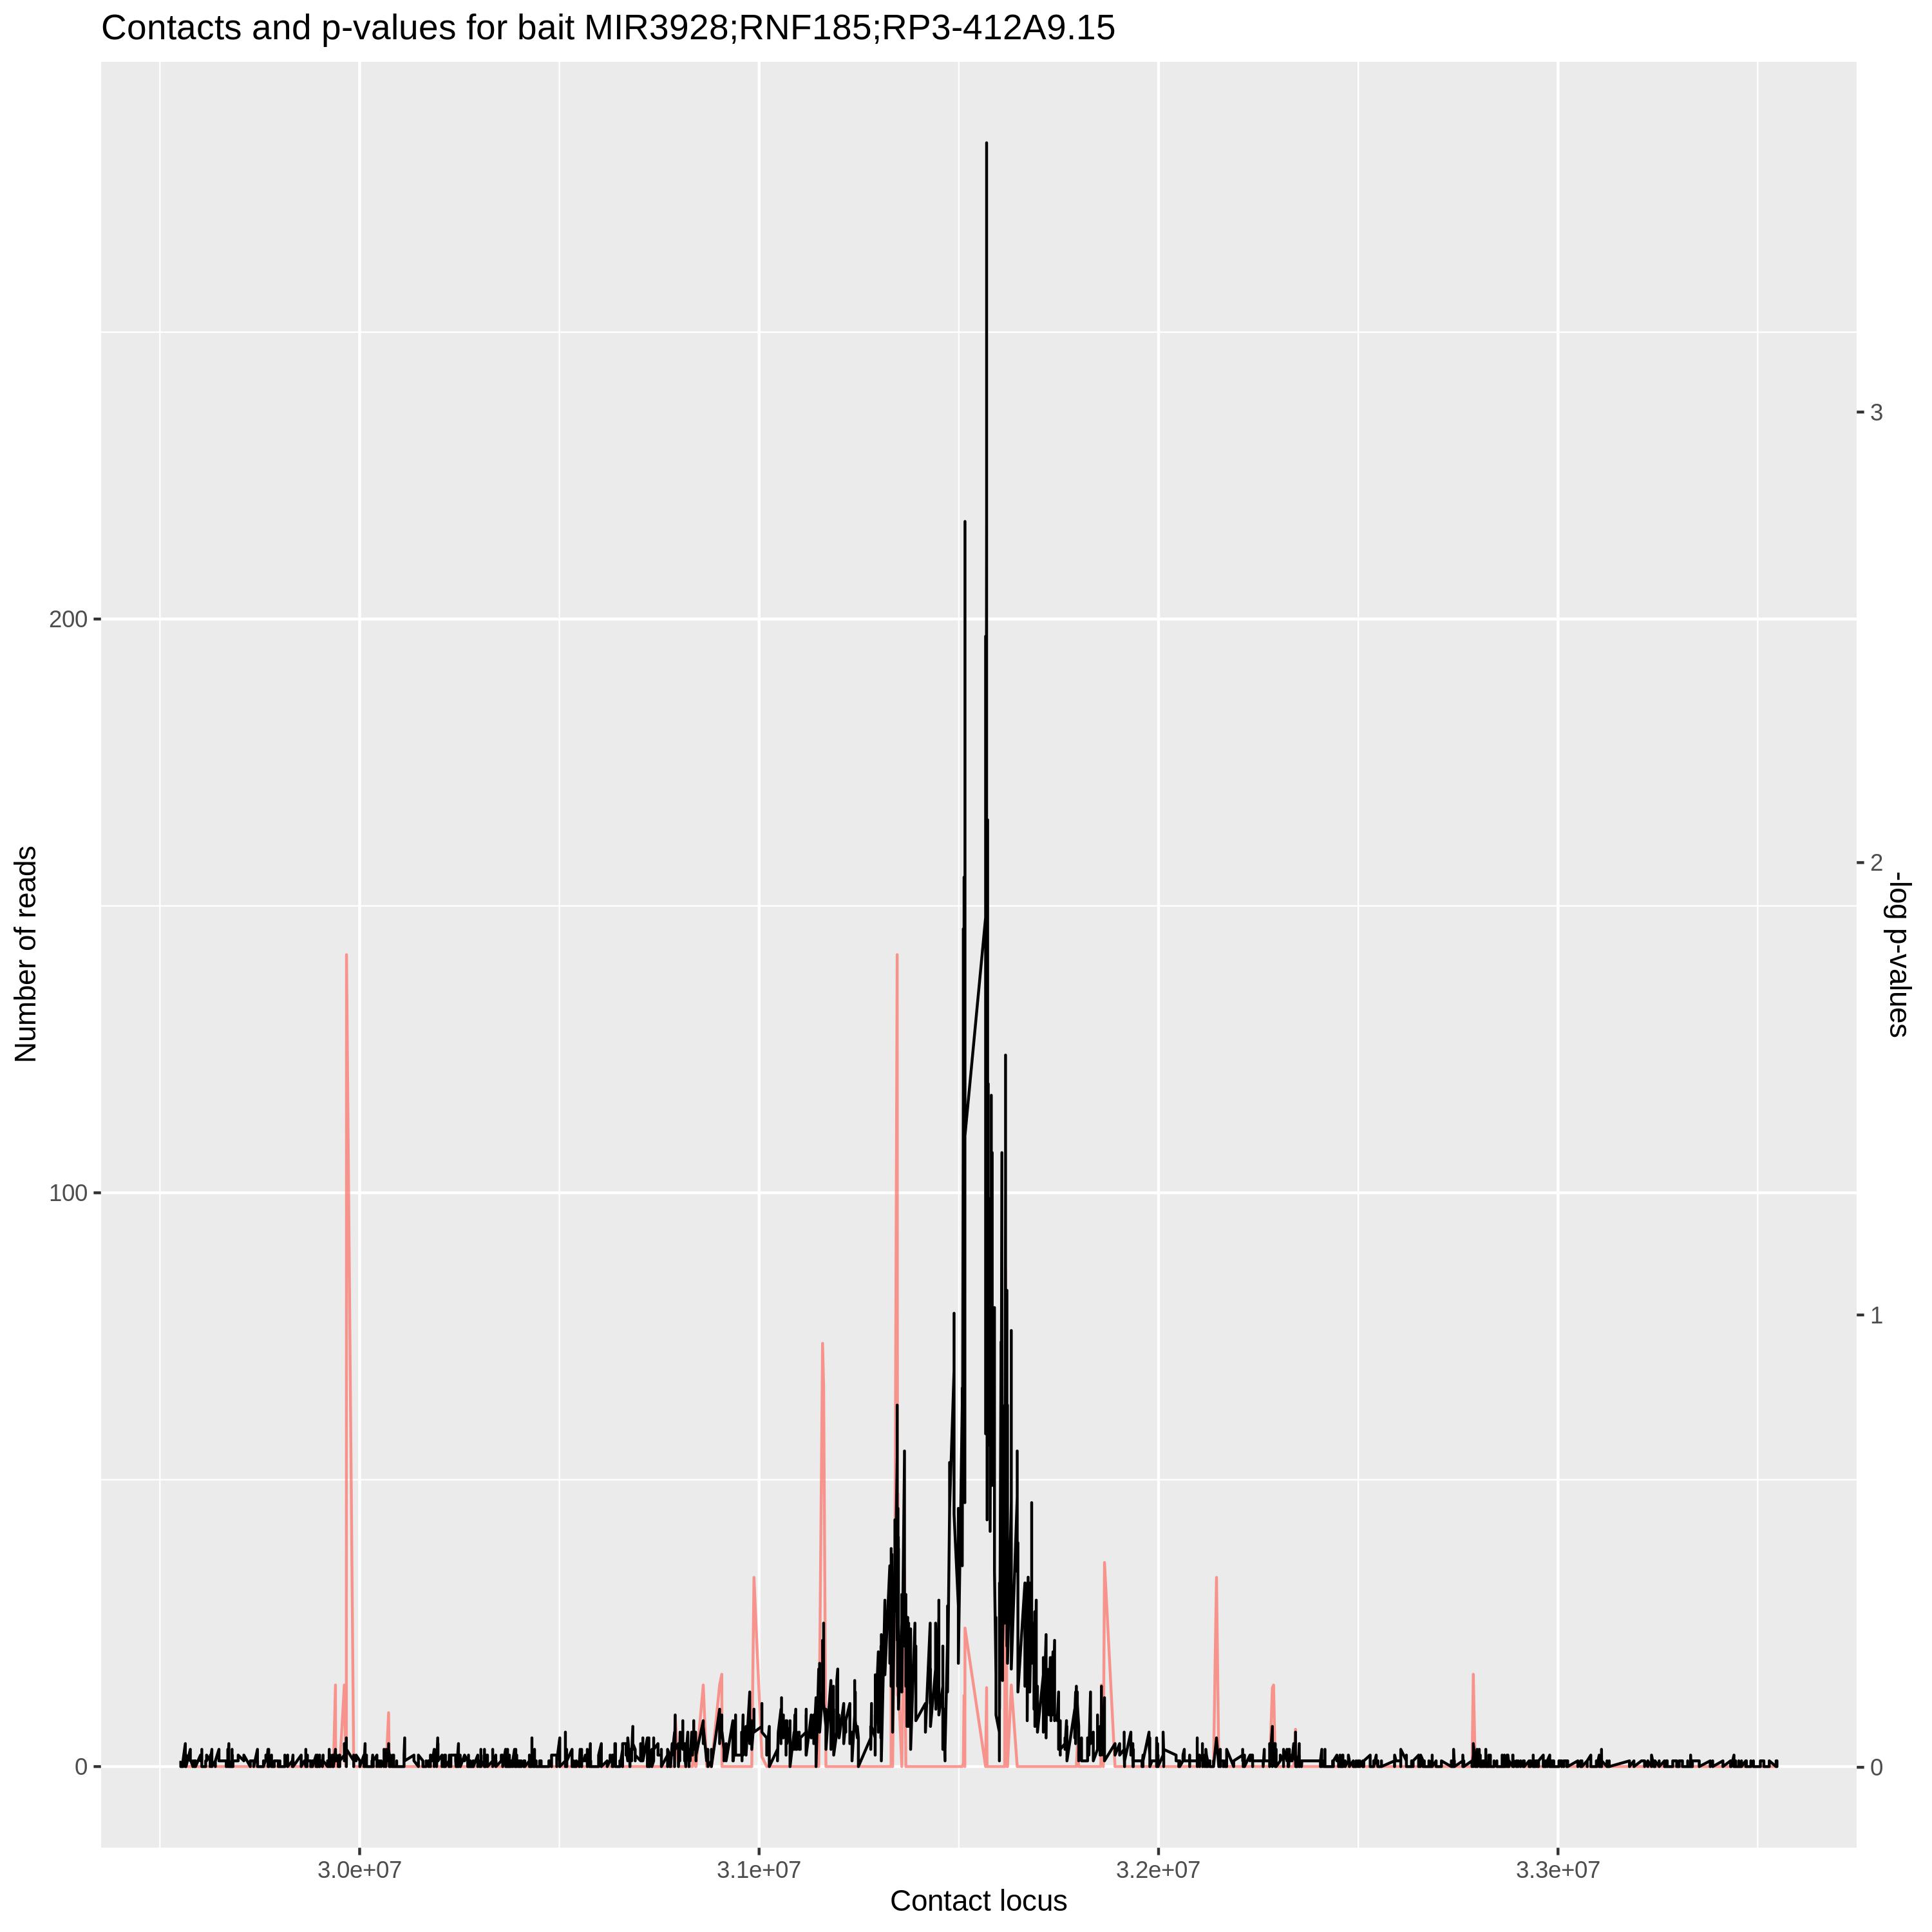 Contacts and p-values for bait MIR3928;RNF185;RP3-412A9.15
Number of reads
200
100
0
3
2
1
0
-log p-values
3.0e+07
3.1e+07
3.2e+07
3.3e+07
Contact locus